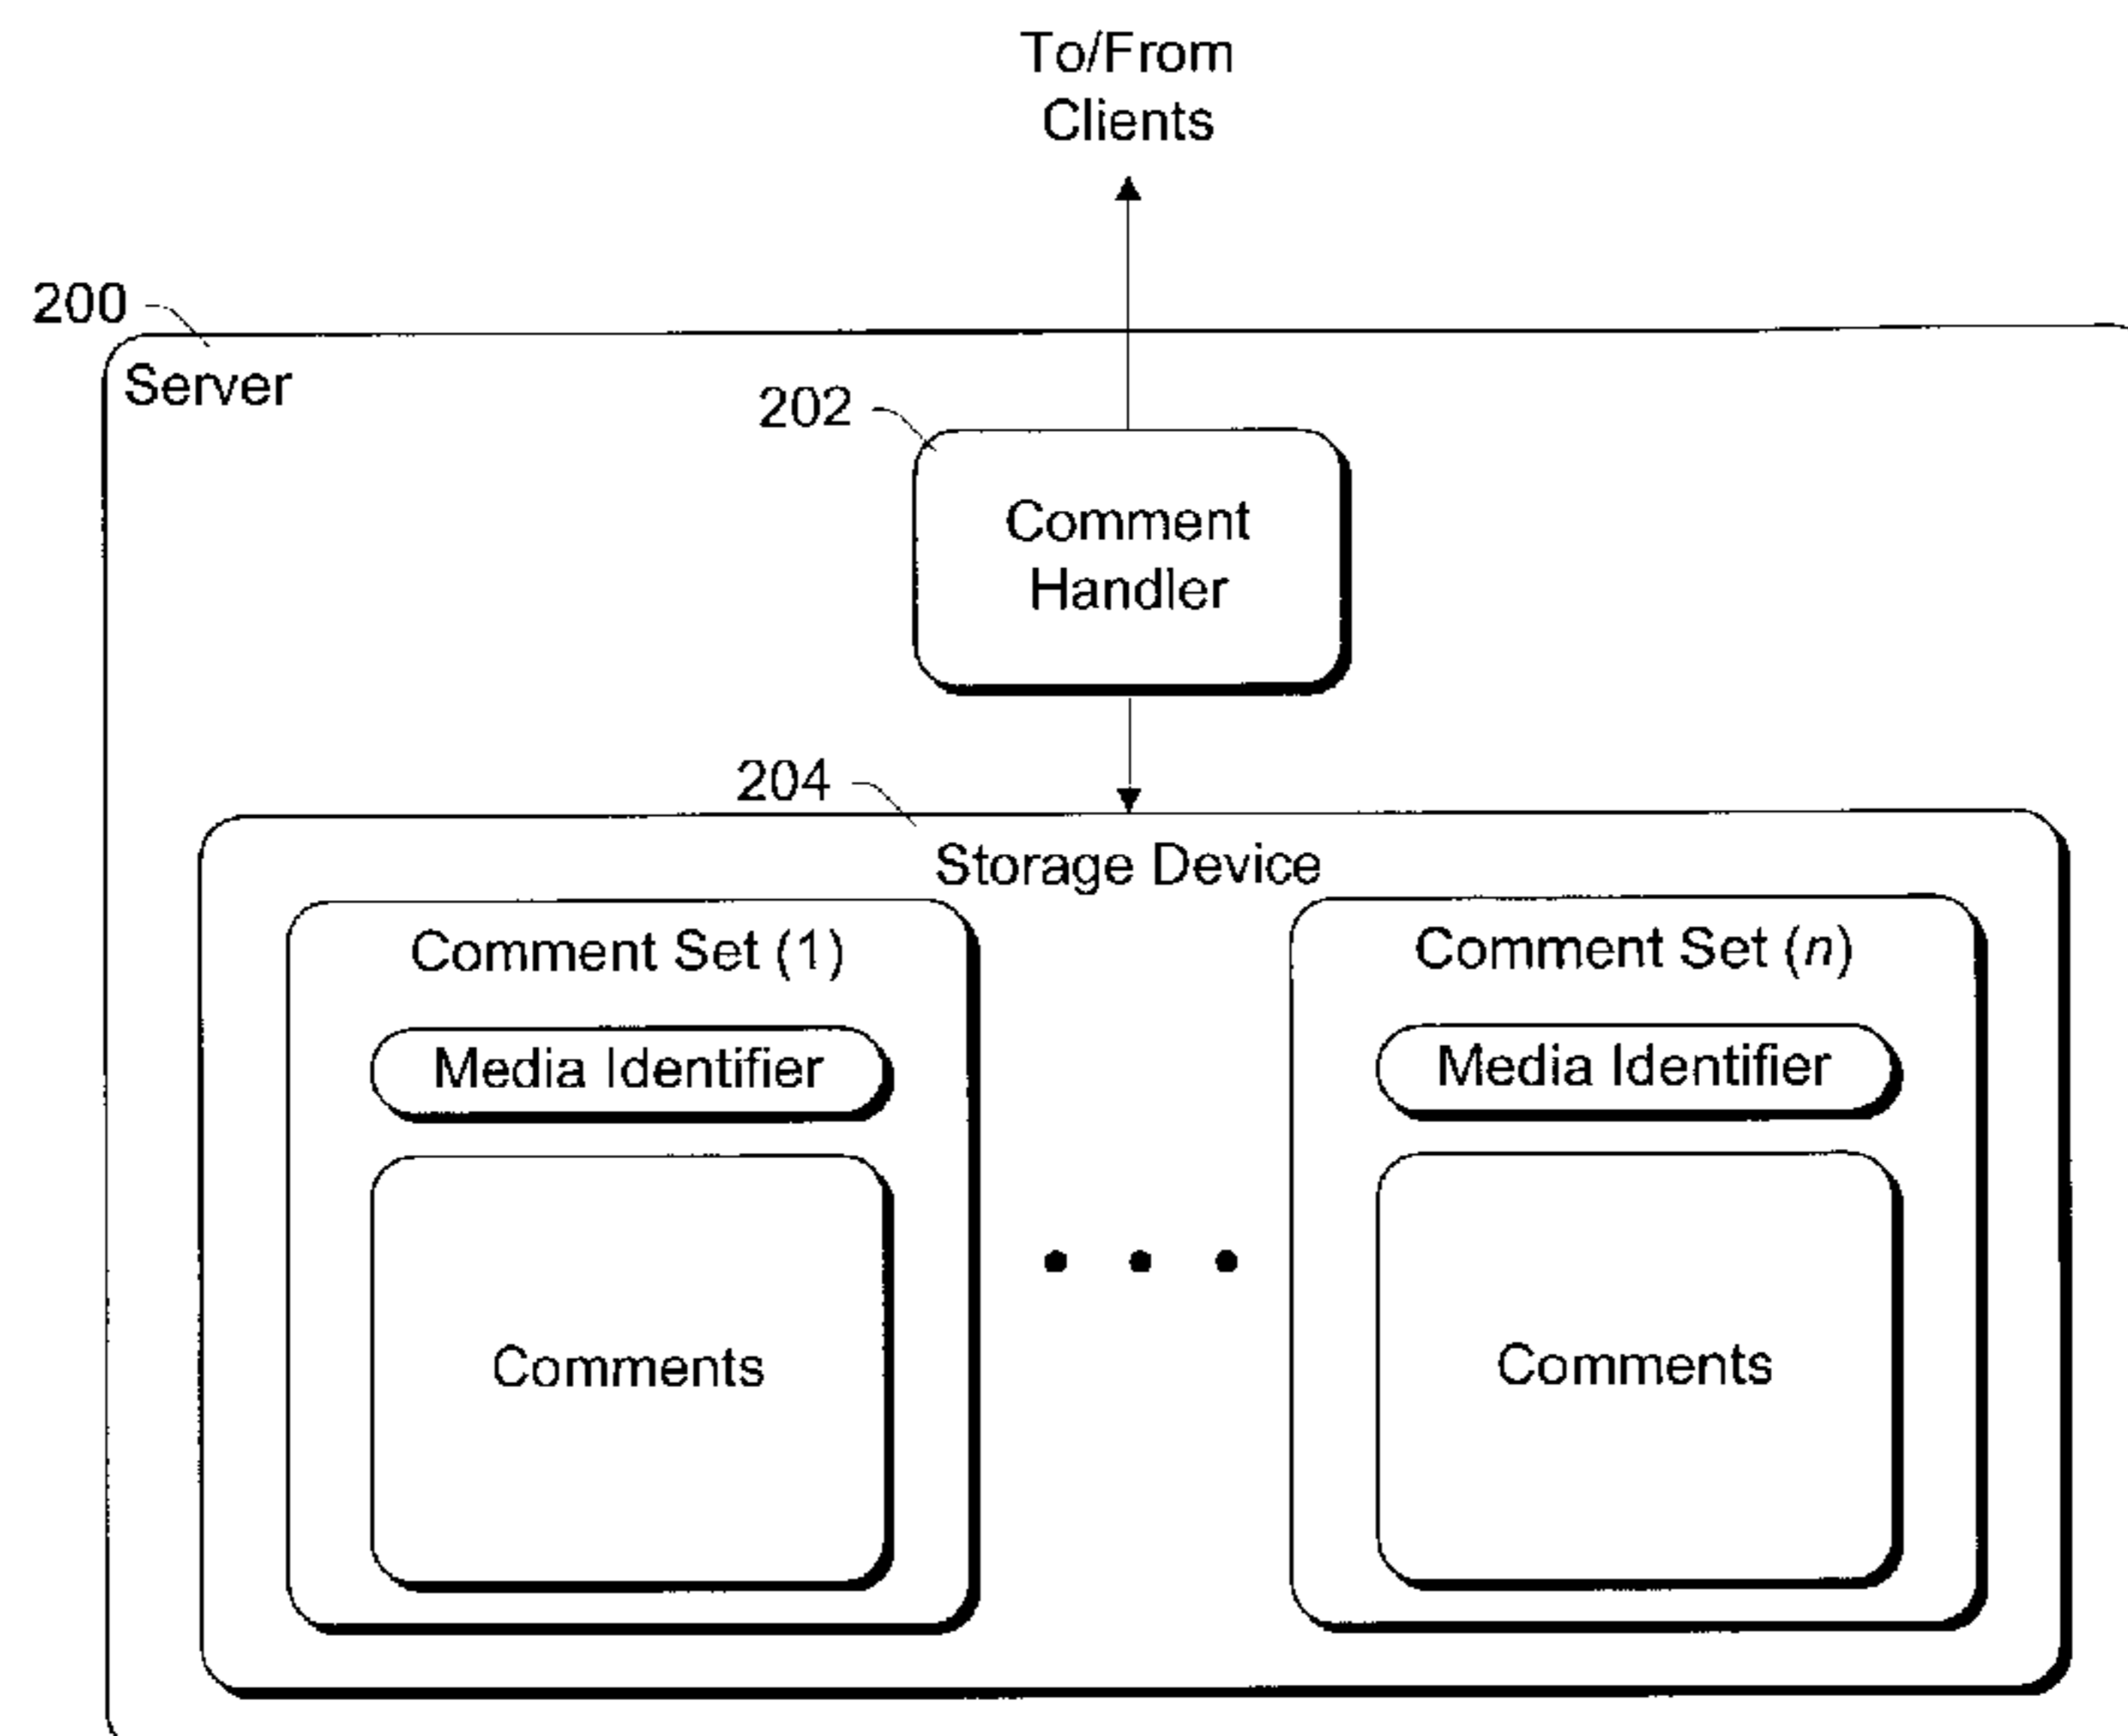 To/From
Clients
200
Server
202
Comment
Handler
204
Storage Device
Comment Set (1)
Comment Set (n)
Media Identifier
Media Identifier
Comments
Comments